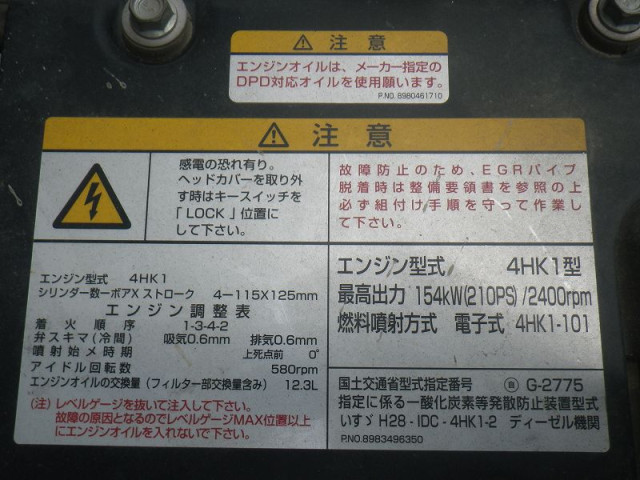 ⚠ 注意
エンジンオイルは、メーカー指定の
DPD対応オイルを使用願います。
P.NO. 8980461710
⚠ 注意
感電の恐れ有り。
ヘッドカバーを取り外
す時はキースイッチを
「LOCK」位置に
して下さい。
故障防止のため、EGRパイプ
脱着時は整備要領書を参照の上
必ず組付け手順を守って作業し
て下さい。
エンジン型式 4HK1
シリンダー数ーボアX ストローク 4－115X125mm
エンジン調整表
着火順序 1-3-4-2
弁スキマ(冷間) 吸気0.6mm 排気0.6mm
噴射始メ時期 上死点前 0°
アイドル回転数 580rpm
エンジンオイルの交換量(フィルター部交換量含み) 12.3L
(注) レベルゲージを抜いて注入して下さい。
故障の原因となるのでレベルゲージMAX位置以上
にエンジンオイルを入れないで下さい。
エンジン型式 4HK1型
最高出力 154kW(210PS)/2400rpm
燃料噴射方式 電子式 4HK1-101
国土交通省型式指定番号 G-2775
指定に係る一酸化炭素等発散防止装置型式
いすゞ H28-IDC-4HK1-2 ディーゼル機関
P.NO.8983496350